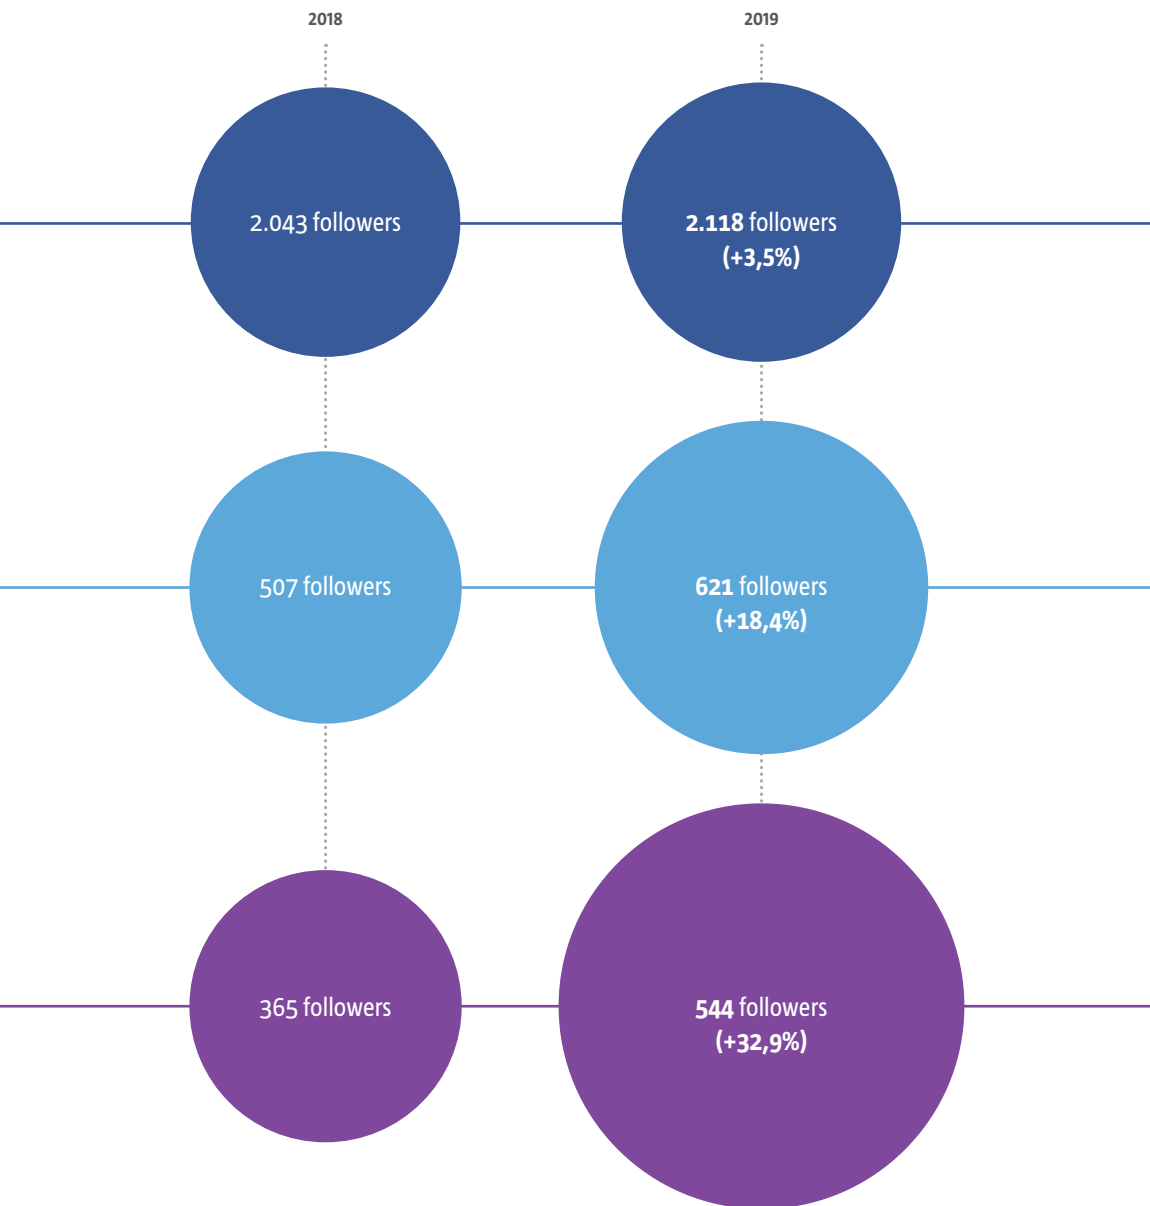 2018
2019
2.043 followers
2.118 followers
(+3,5%)
507 followers
621 followers
(+18,4%)
365 followers
544 followers
(+32,9%)